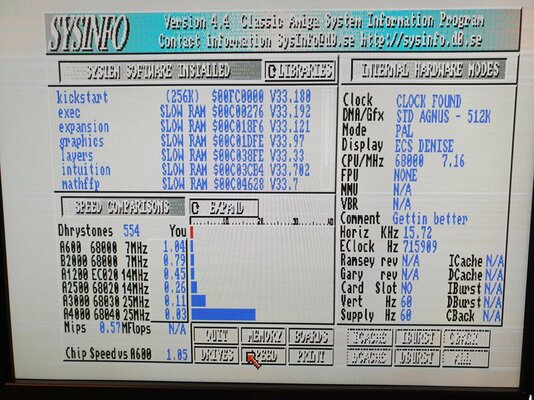 SYSINFO
Version 4.4 Classic Amiga System Information Program
Contact information SysInfo@d0.se http://sysinfo.d0.se
SYSTEM SOFTWARE INSTALLED
LIBRARIES
kickstart (256K) $00FC0000 V33.180
exec SLOW RAM $00C00276 V33.192
expansion SLOW RAM $00C018F6 V33.121
graphics SLOW RAM $00C01DFE V33.97
layers SLOW RAM $00C038FE V33.33
intuition SLOW RAM $00C03CB4 V33.702
mathffp SLOW RAM $00C04628 V33.7
SPEED COMPARISONS
EXPAND
Dhrystones 554 You
A600 68000 7MHz 1.04
B2000 68000 7MHz 0.79
A1200 EC020 14MHz 0.45
A2500 68020 14MHz 0.26
A3000 68030 25MHz 0.11
A4000 68040 25MHz 0.03
Mips 0.57 MFlops N/A
Chip Speed vs A600 1.05
QUIT MEMORY BOARDS
DRIVES SPEED PRINT
INTERNAL HARDWARE MODES
Clock CLOCK FOUND
DMA/Gfx STD AGNUS - 512K
Mode PAL
Display ECS DENISE
CPU/MHz 68000 7.16
FPU NONE
MMU N/A
VBR N/A
Comment Gettin better
Horiz KHz 15.72
EClock Hz 715909
Ramsey rev N/A ICache N/A
Gary rev N/A DCache N/A
Card Slot NO IBurst N/A
Vert Hz 60 DBurst N/A
Supply Hz 60 CBack N/A
ICACHE IBURST CBACK
DCACHE DBURST ALL